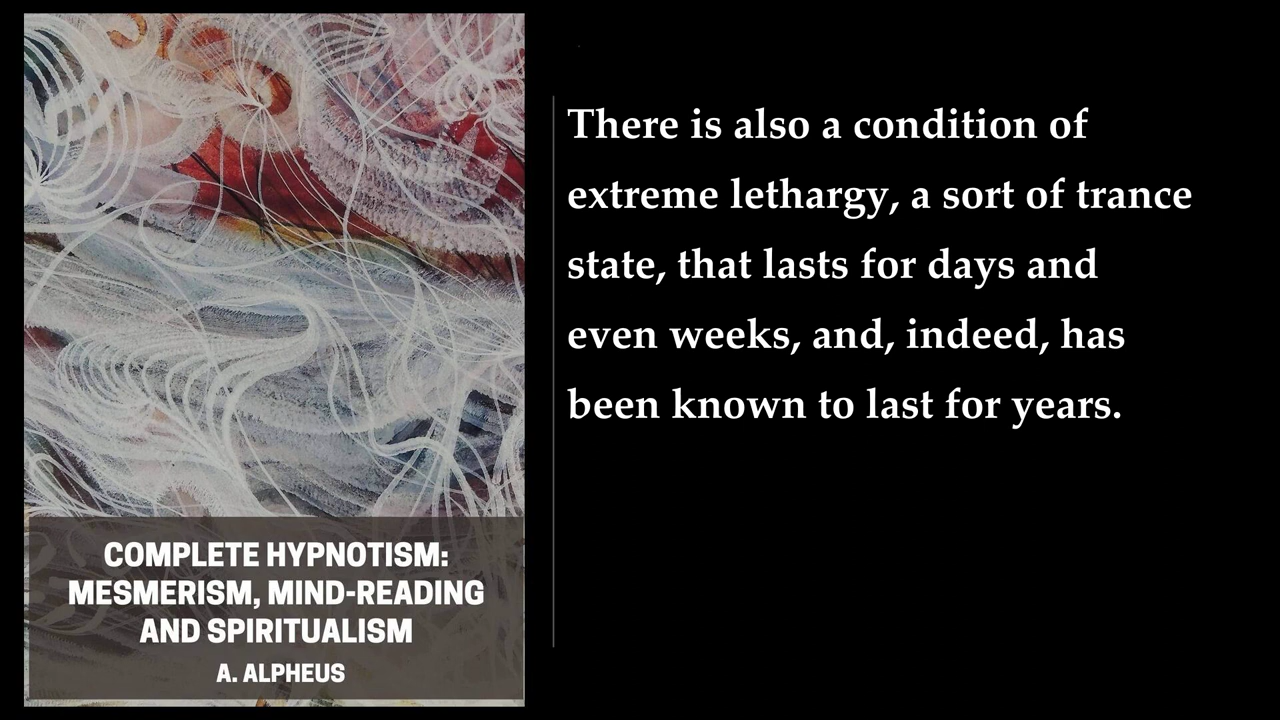 There is also a condition of
extreme lethargy, a sort of trance
state, that lasts for days and
even weeks, and, indeed, has
been known to last for years.
COMPLETE HYPNOTISM:
MESMERISM, MIND-READING
AND SPIRITUALISM
A. ALPHEUS